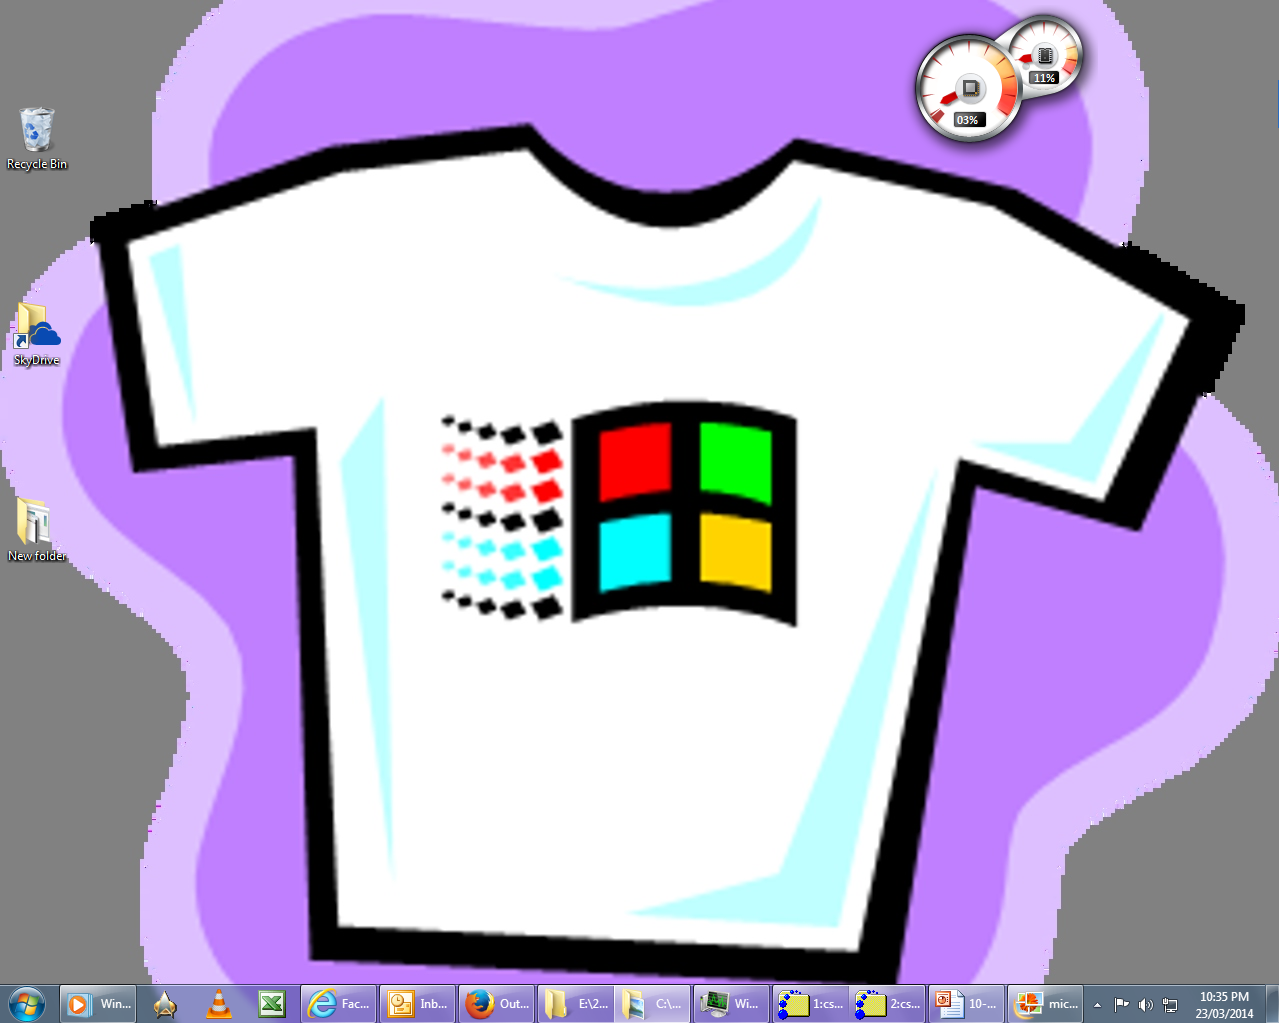 11%
03%
Recycle Bin
SkyDrive
New folder
Win...
Fac...
Inb...
Out...
E:\2...
C:\...
Wi...
1:cs...
2:cs...
10-...
mic...
10:35 PM
23/03/2014